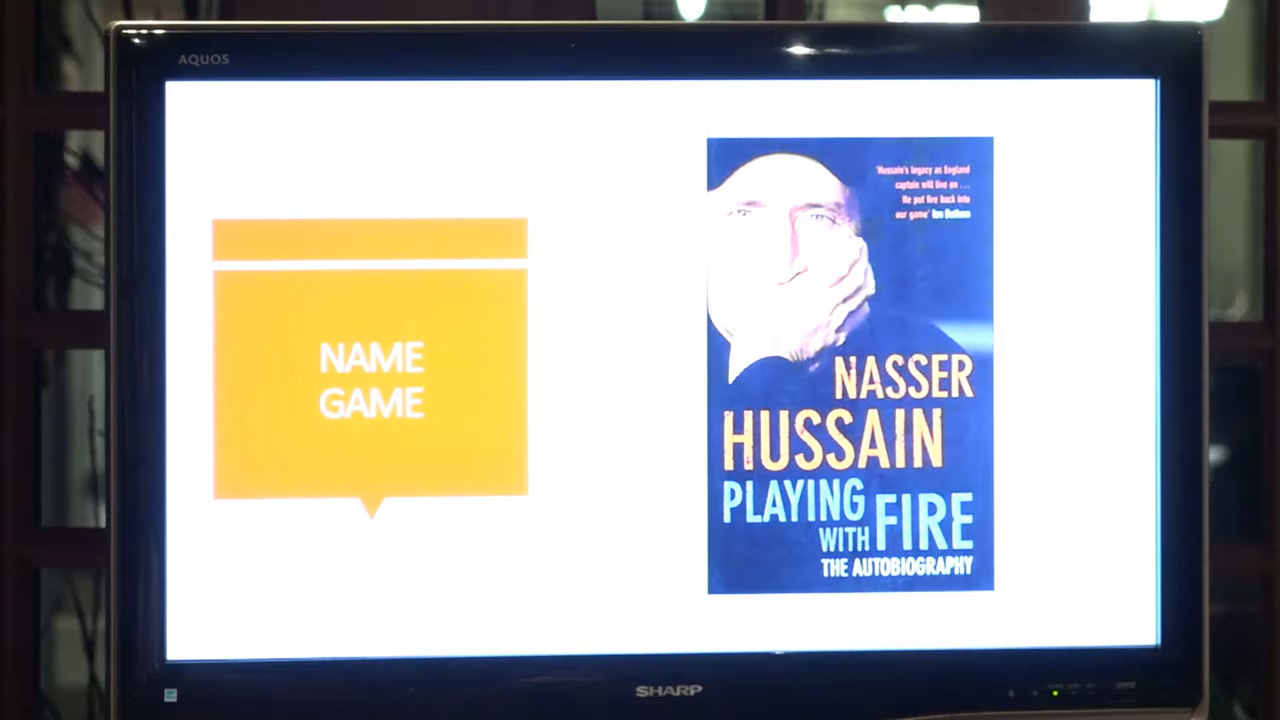 AQUOS
NAME
GAME
'Hussain's legacy as England
captain will live on ...
He put fire back into
our game' Ian Botham
NASSER
HUSSAIN
PLAYING
WITH FIRE
THE AUTOBIOGRAPHY
SHARP